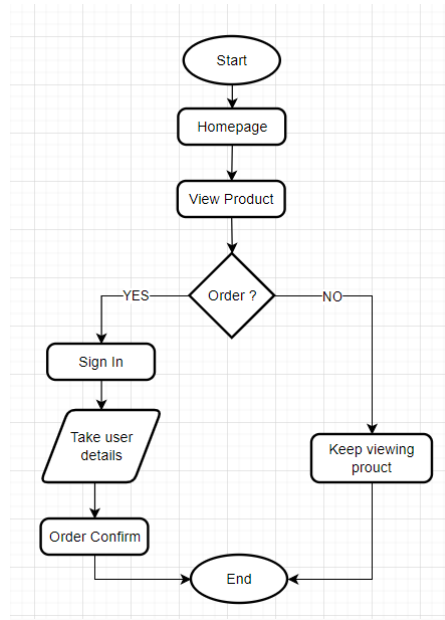 Start
Homepage
View Product
Order ?
YES
NO
Sign In
Take user
details
Keep viewing
prouct
Order Confirm
End